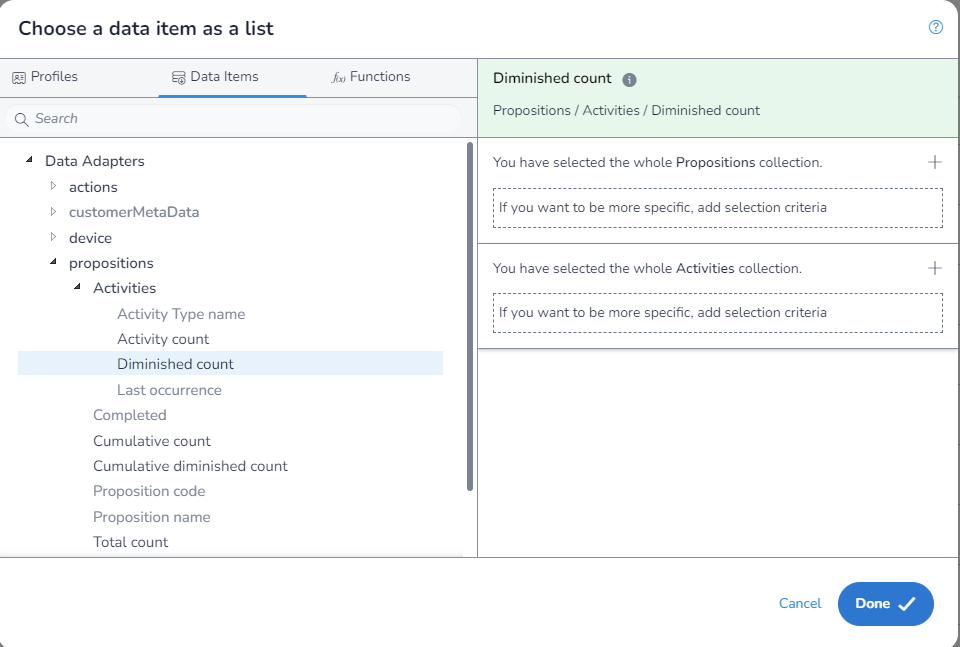 Choose a data item as a list
Profiles
Data Items
f(x) Functions
Search
Data Adapters
actions
customerMetaData
device
propositions
Activities
Activity Type name
Activity count
Diminished count
Last occurrence
Completed
Cumulative count
Cumulative diminished count
Proposition code
Proposition name
Total count
Diminished count
Propositions / Activities / Diminished count
You have selected the whole Propositions collection.
If you want to be more specific, add selection criteria
You have selected the whole Activities collection.
If you want to be more specific, add selection criteria
Cancel
Done